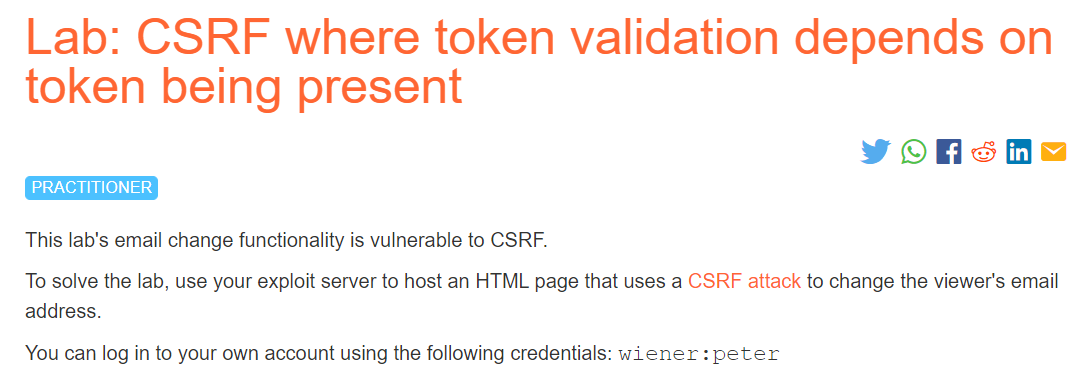 Lab: CSRF where token validation depends on
token being present
PRACTITIONER
This lab's email change functionality is vulnerable to CSRF.
To solve the lab, use your exploit server to host an HTML page that uses a CSRF attack to change the viewer's email
address.
You can log in to your own account using the following credentials: wiener:peter